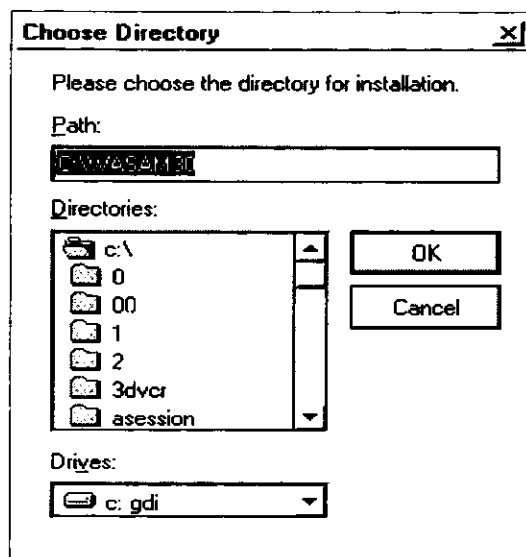 Choose Directory
Please choose the directory for installation.
Path:
C:\WASAM30
Directories:
c:\
0
00
1
2
3dvcr
asession
OK
Cancel
Drives:
c: gdi